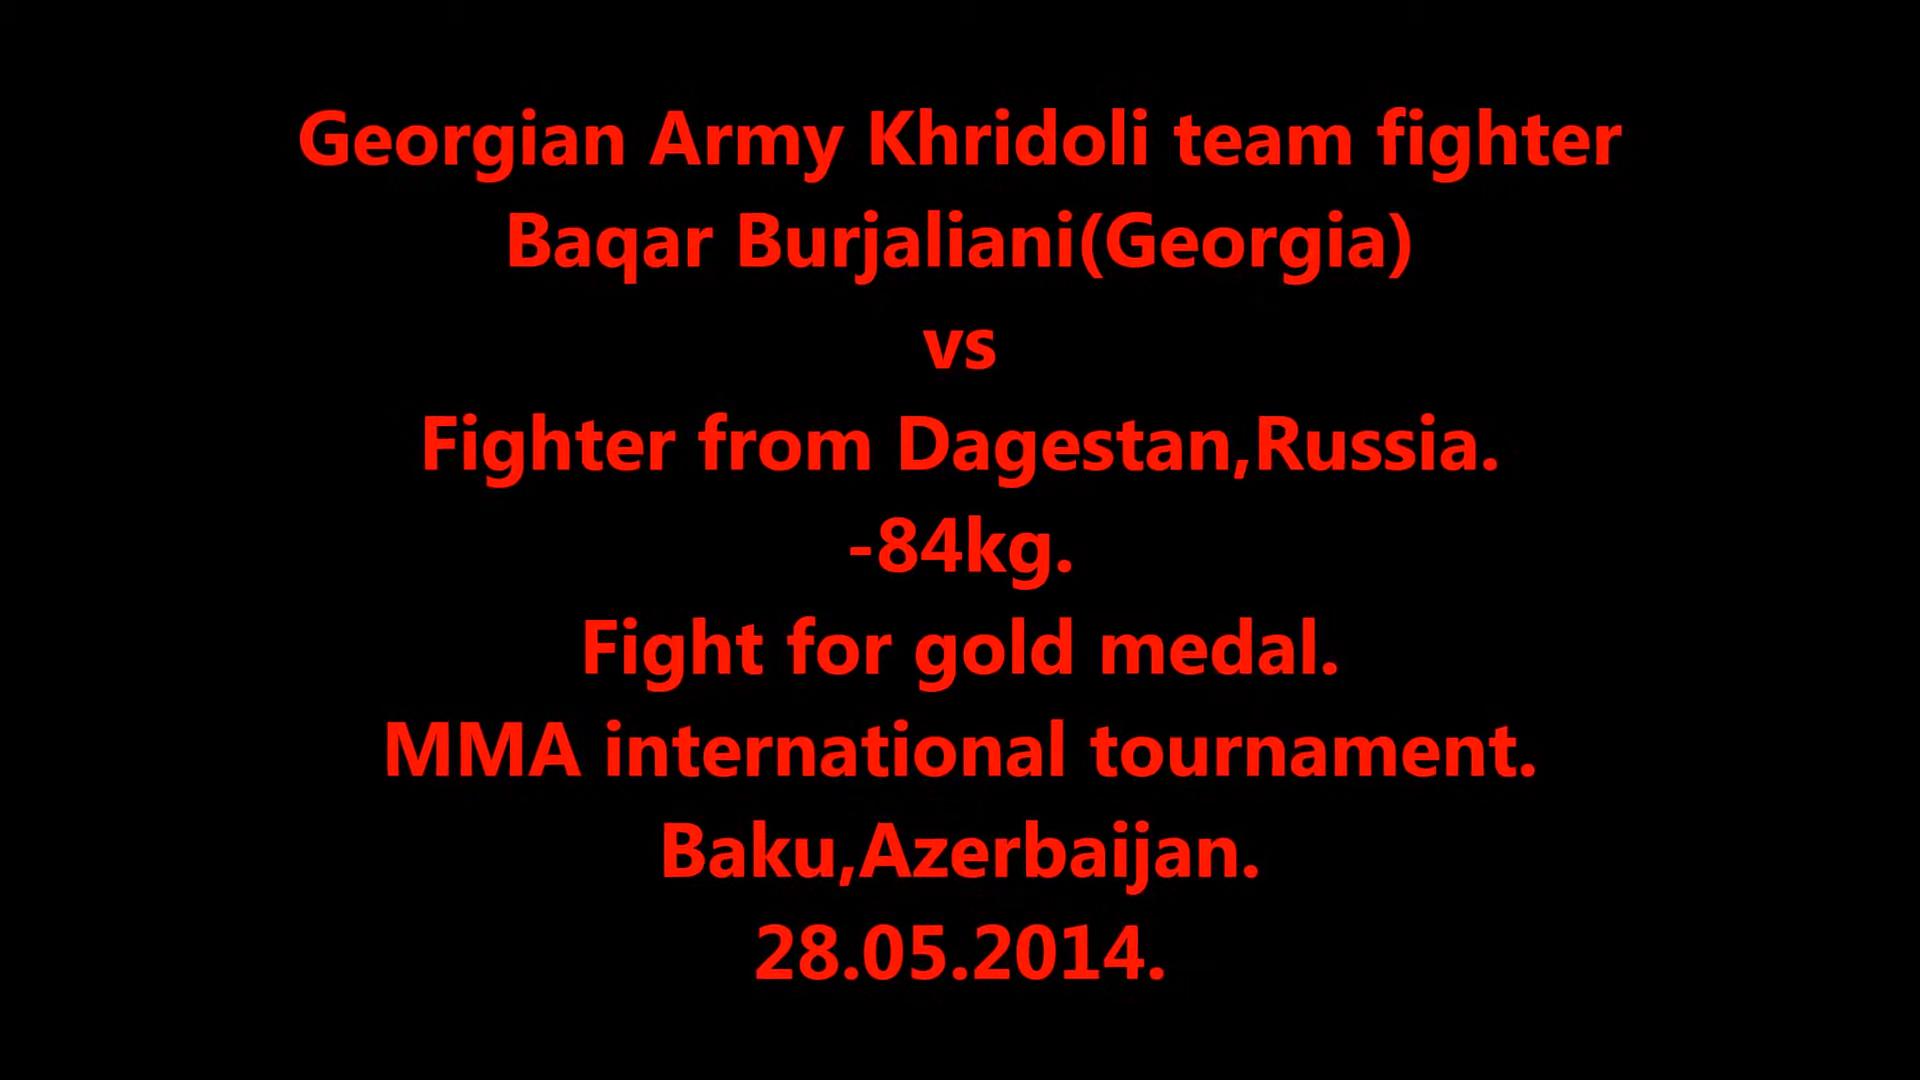 Georgian Army Khridoli team fighter
Baqar Burjaliani(Georgia)
vs
Fighter from Dagestan,Russia.
-84kg.
Fight for gold medal.
MMA international tournament.
Baku,Azerbaijan.
28.05.2014.